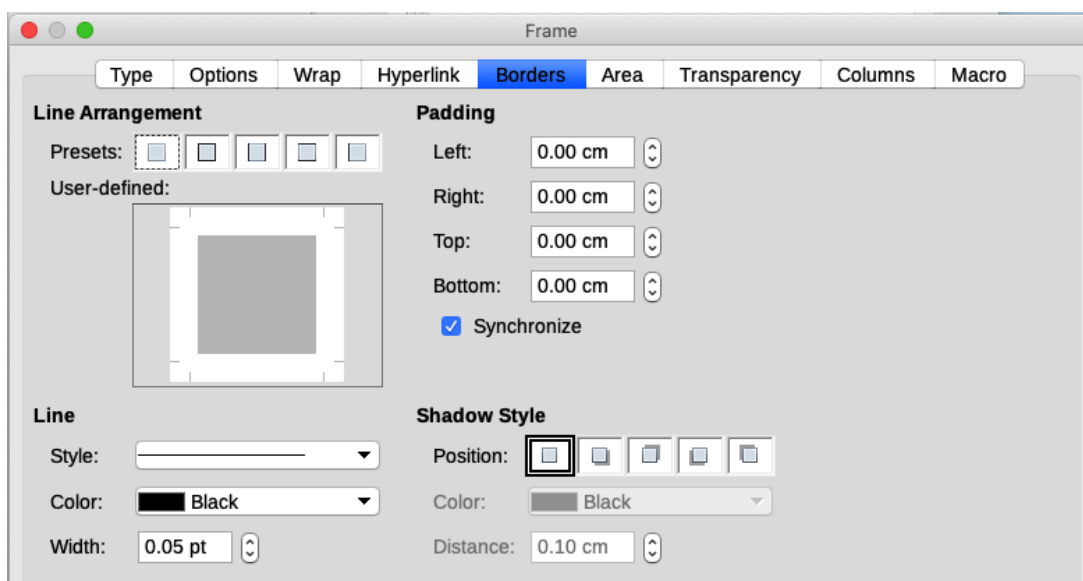 Frame
Type Options Wrap Hyperlink Borders Area Transparency Columns Macro
Line Arrangement
Presets:
User-defined:
Padding
Left: 0.00 cm
Right: 0.00 cm
Top: 0.00 cm
Bottom: 0.00 cm
Synchronize
Line
Style:
Color: Black
Width: 0.05 pt
Shadow Style
Position:
Color: Black
Distance: 0.10 cm